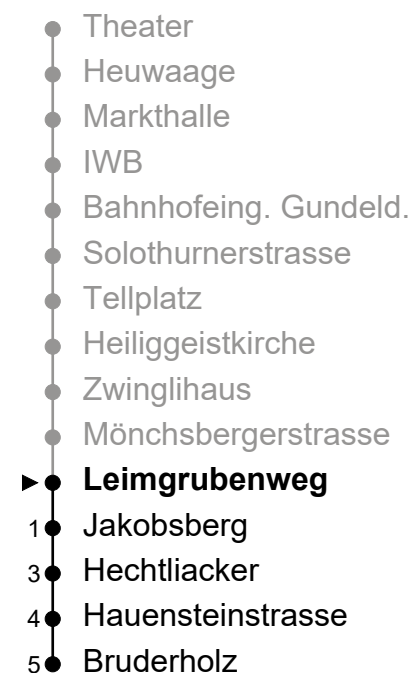 Theater
Heuwaage
Markthalle
IWB
Bahnhofeing. Gundeld.
Solothurnerstrasse
Tellplatz
Heiliggeistkirche
Zwinglihaus
Mönchsbergerstrasse
Leimgrubenweg
1 Jakobsberg
3 Hechtliacker
4 Hauensteinstrasse
5 Bruderholz